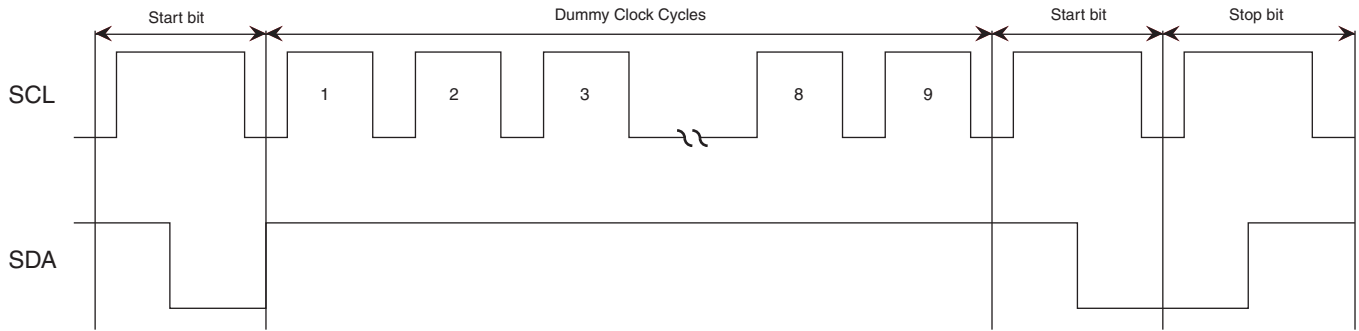 Start bit Dummy Clock Cycles Start bit Stop bit
SCL 1 2 3 8 9
SDA